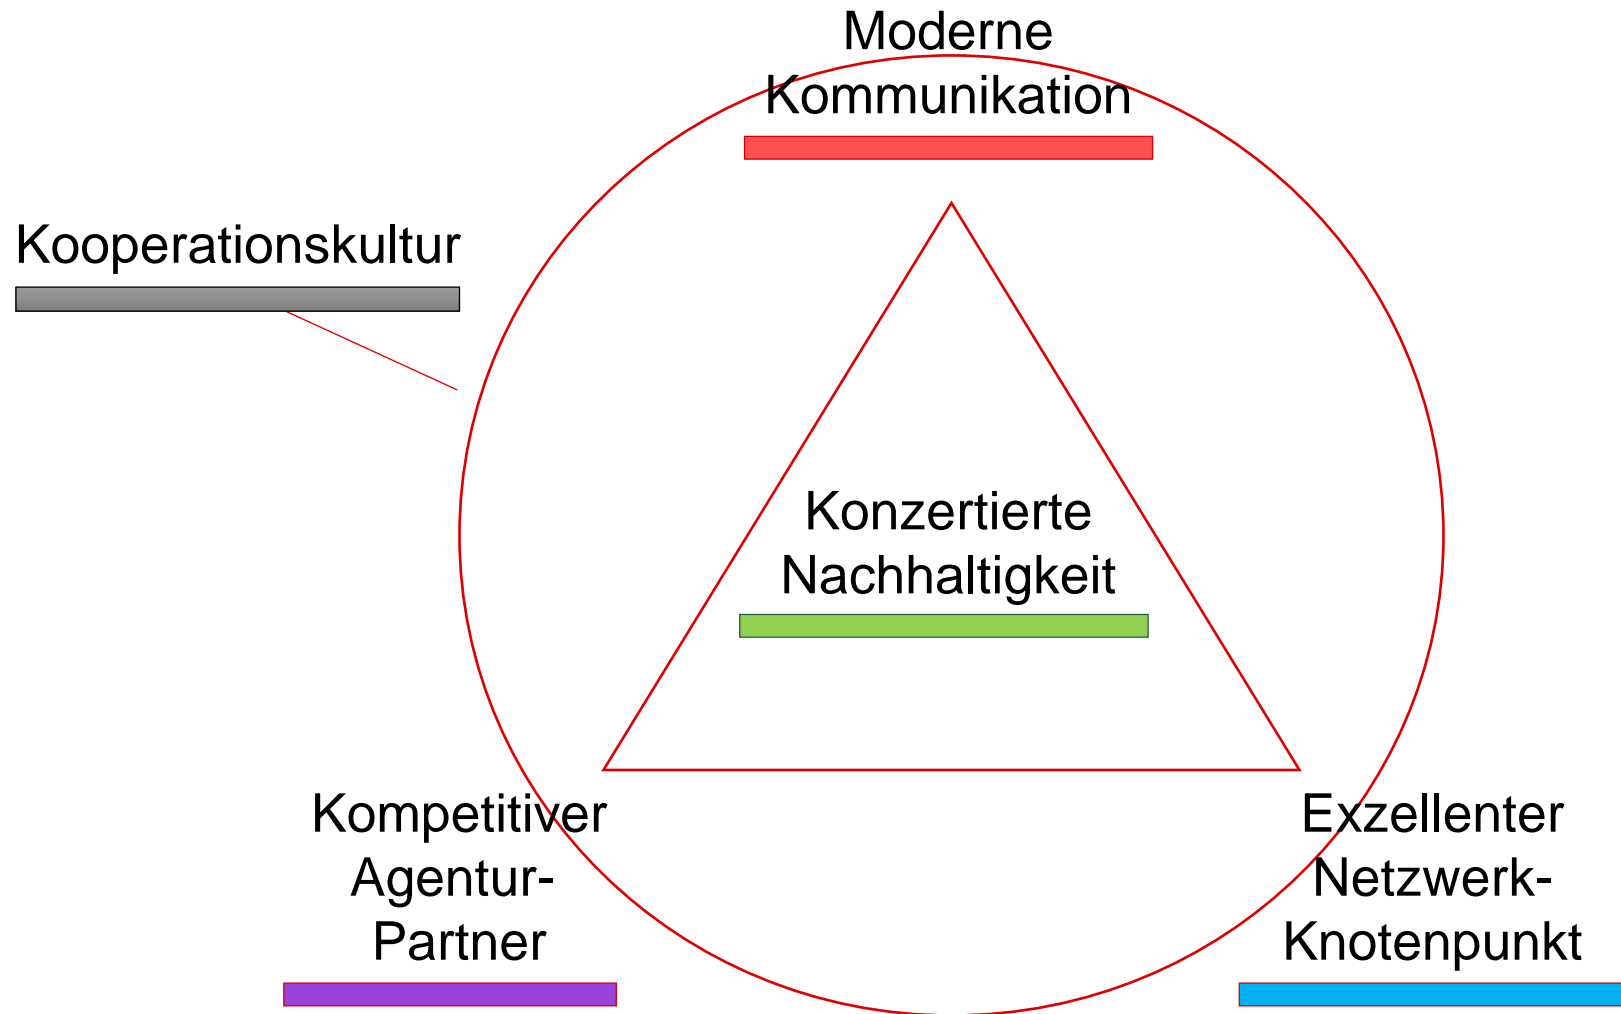 Moderne
Kommunikation
Kooperationskultur
Konzertierte
Nachhaltigkeit
Kompetitiver
Agentur-
Partner
Exzellenter
Netzwerk-
Knotenpunkt